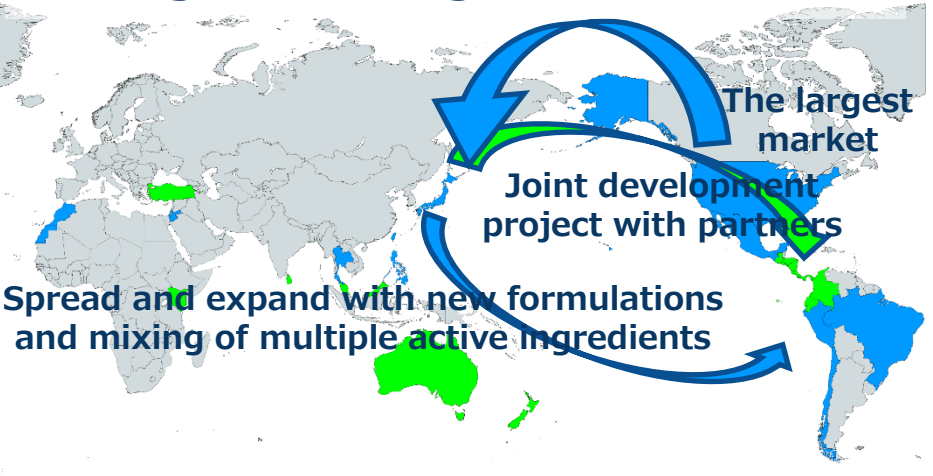 The largest
market
Joint development
project with partners
Spread and expand with new formulations
and mixing of multiple active ingredients